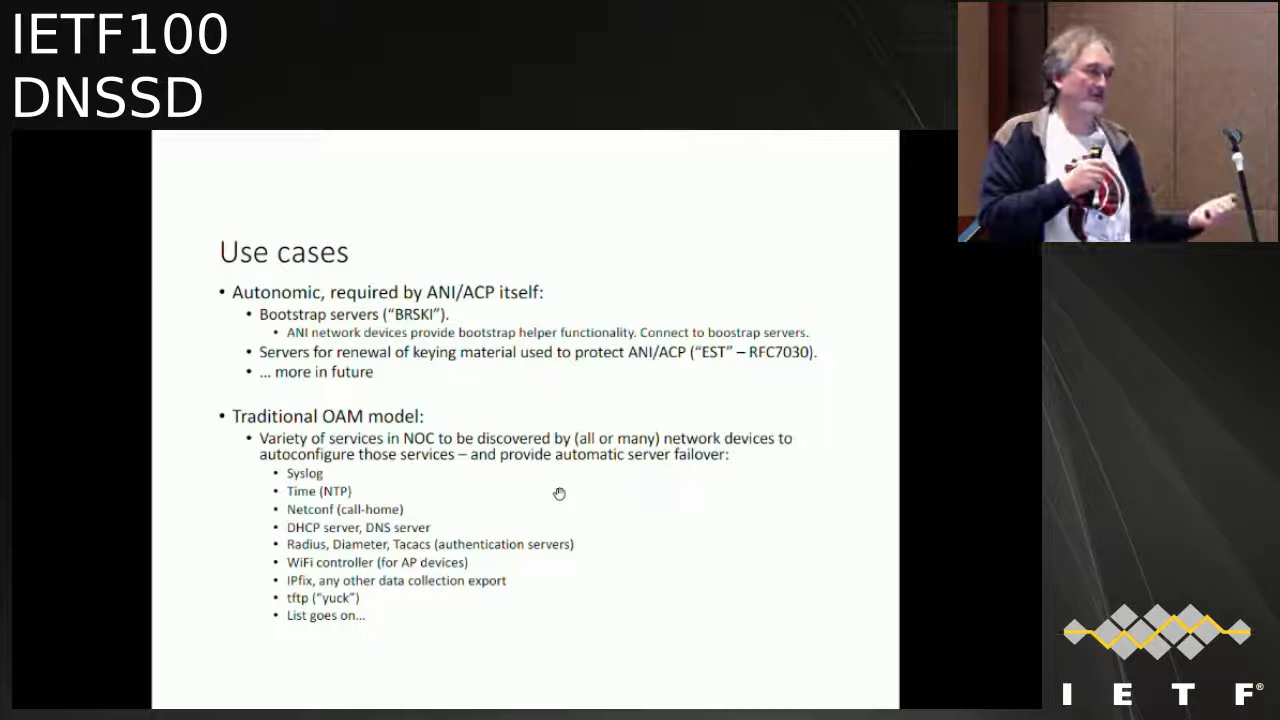 IETF100
DNSSD
Use cases
• Autonomic, required by ANI/ACP itself:
• Bootstrap servers (“BRSKI”).
• ANI network devices provide bootstrap helper functionality. Connect to boostrap servers.
• Servers for renewal of keying material used to protect ANI/ACP (“EST” – RFC7030).
• ... more in future
• Traditional OAM model:
• Variety of services in NOC to be discovered by (all or many) network devices to
autoconfigure those services – and provide automatic server failover:
• Syslog
• Time (NTP)
• Netconf (call-home)
• DHCP server, DNS server
• Radius, Diameter, Tacacs (authentication servers)
• WiFi controller (for AP devices)
• IPfix, any other data collection export
• tftp (“yuck”)
• List goes on...
I E T F®